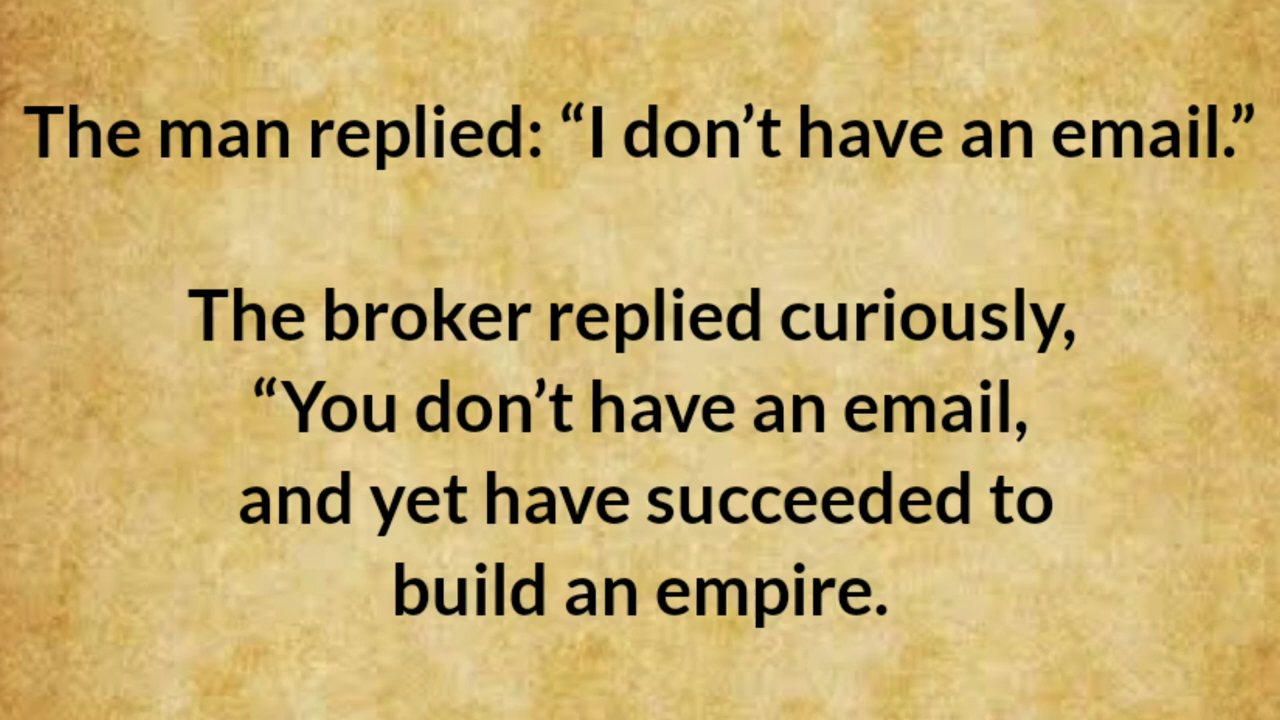 The man replied: “I don’t have an email.”
The broker replied curiously,
“You don’t have an email,
and yet have succeeded to
build an empire.